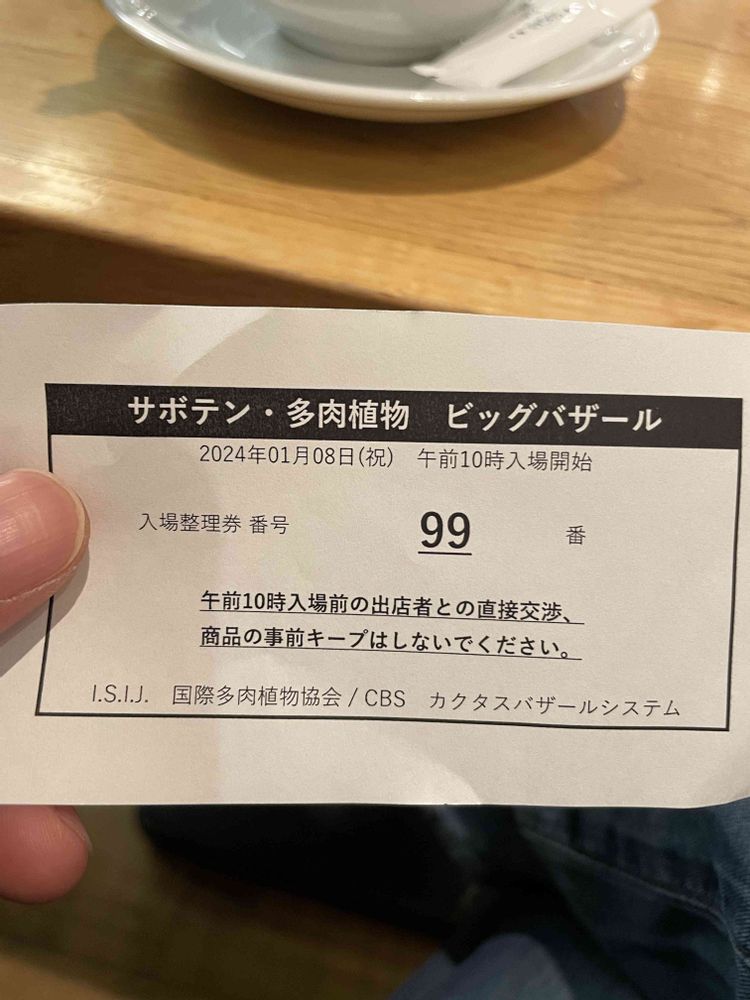 サボテン・多肉植物　ビッグバザール
2024年01月08日(祝)　午前10時入場開始
入場整理券 番号　99　番
午前10時入場前の出店者との直接交渉、
商品の事前キープはしないでください。
I.S.I.J.　国際多肉植物協会 / CBS　カクタスバザールシステム